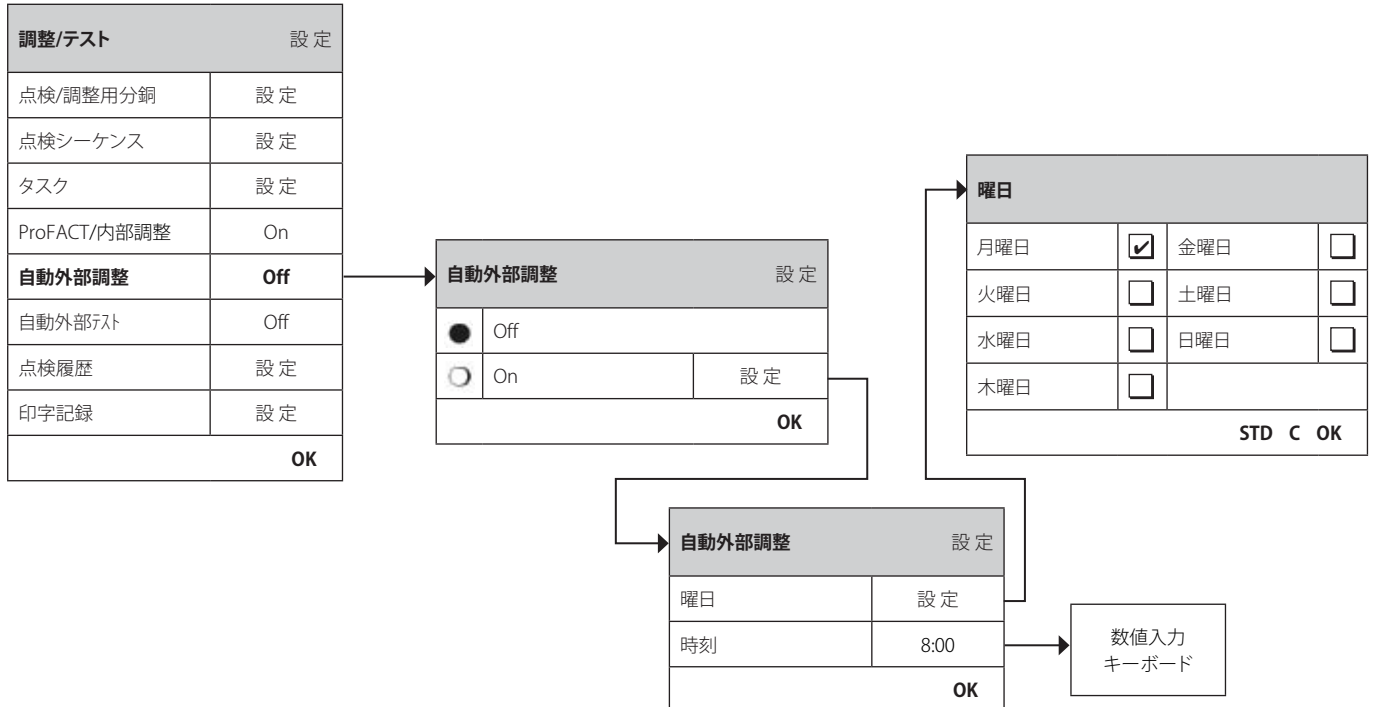 調整/テスト 設 定
点検/調整用分銅 設 定
点検シーケンス 設 定
タスク 設 定
ProFACT/内部調整 On
自動外部調整 Off
自動外部ﾃｽﾄ Off
点検履歴 設 定
印字記録 設 定
OK
自動外部調整 設 定
Off
On 設 定
OK
自動外部調整 設 定
曜日 設 定
時刻 8:00
OK
曜日
月曜日 金曜日
火曜日 土曜日
水曜日 日曜日
木曜日
STD C OK
数値入力
キーボード